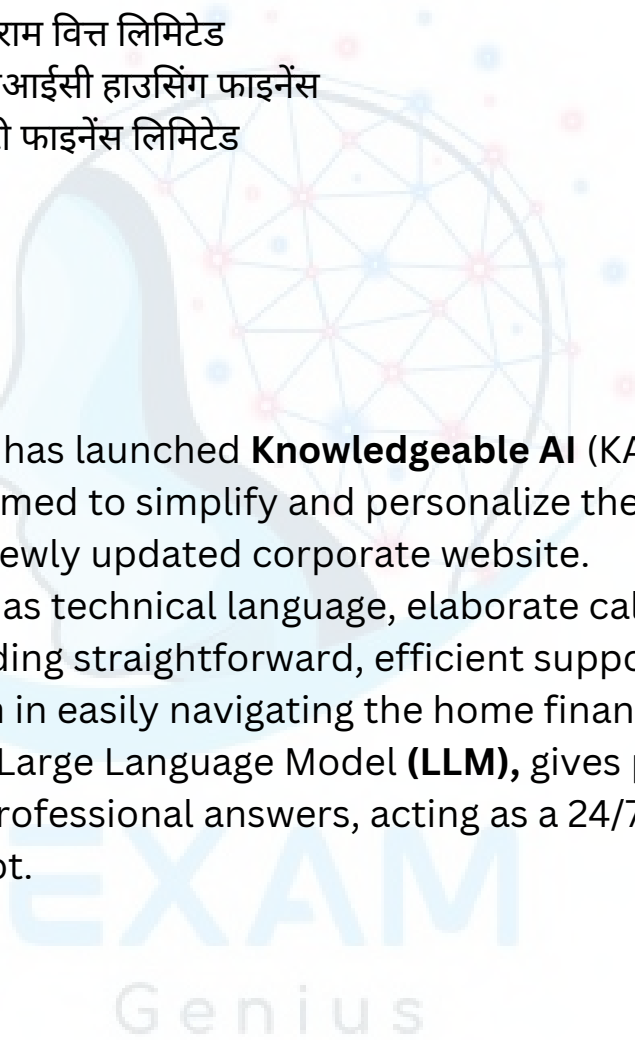 राम वित्त लिमिटेड
आईसी हाउसिंग फाइनेंस
फाइनेंस लिमिटेड
has launched Knowledgeable AI (KA
med to simplify and personalize the
ewly updated corporate website.
as technical language, elaborate cal
ding straightforward, efficient suppo
in easily navigating the home finan
Large Language Model (LLM), gives p
rofessional answers, acting as a 24/7
ot.
EXAM
Genius